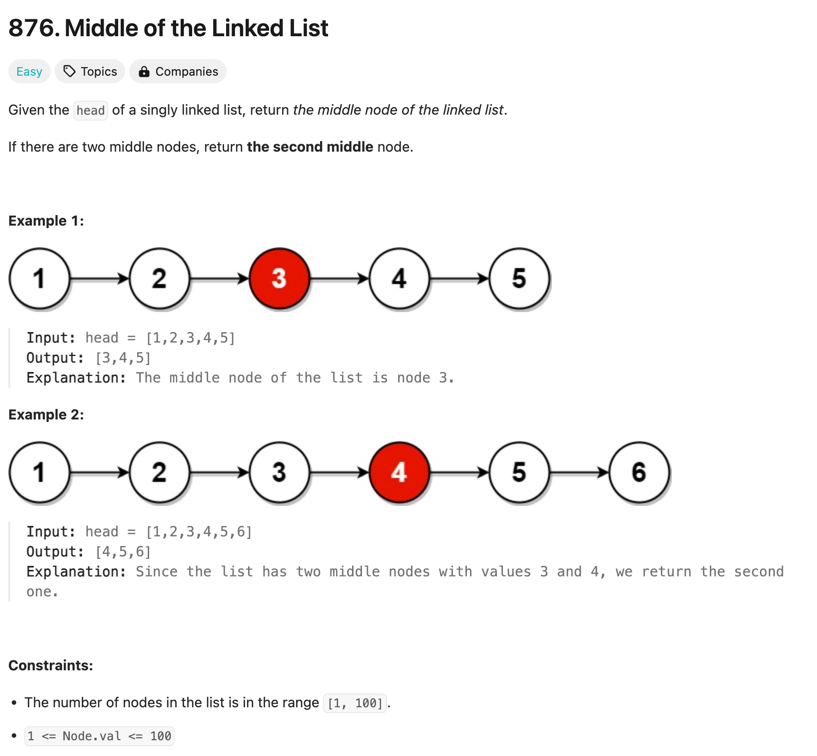 876. Middle of the Linked List
Easy Topics Companies
Given the head of a singly linked list, return the middle node of the linked list.
If there are two middle nodes, return the second middle node.
Example 1:
1 2 3 4 5
Input: head = [1,2,3,4,5]
Output: [3,4,5]
Explanation: The middle node of the list is node 3.
Example 2:
1 2 3 4 5 6
Input: head = [1,2,3,4,5,6]
Output: [4,5,6]
Explanation: Since the list has two middle nodes with values 3 and 4, we return the second
one.
Constraints:
• The number of nodes in the list is in the range [1, 100].
• 1 <= Node.val <= 100